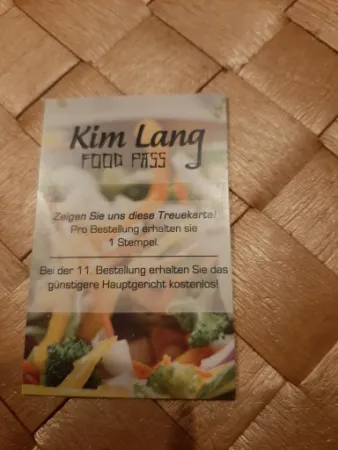 Kim Lang
FOOD PASS
Zeigen Sie uns diese Treuekarte!
Pro Bestellung erhalten sie
1 Stempel.
Bei der 11. Bestellung erhalten Sie das
günstigere Hauptgericht kostenlos!